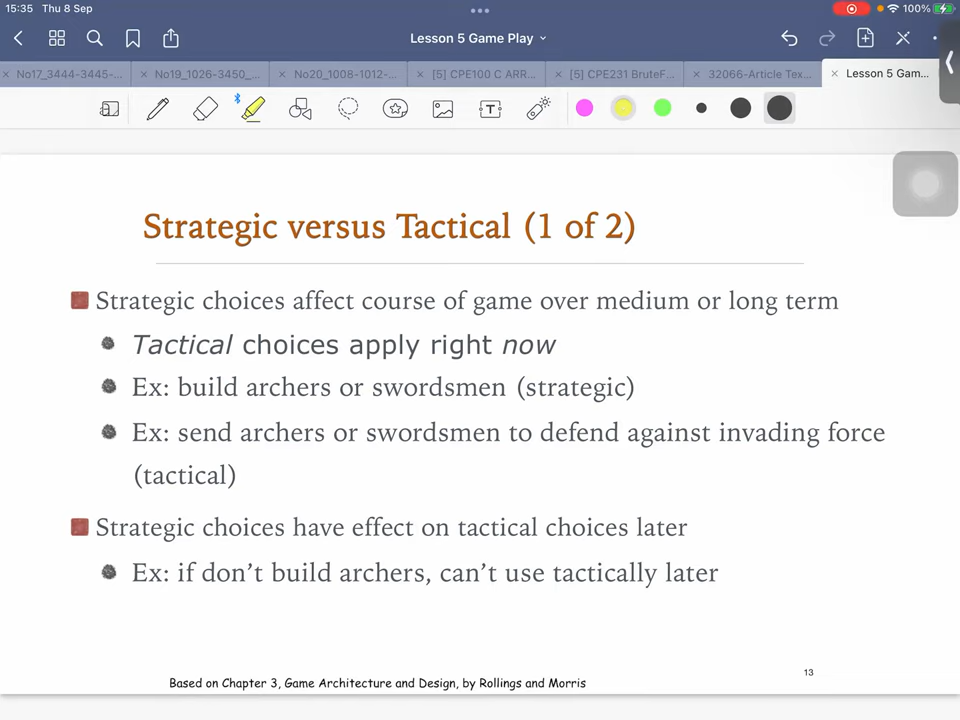 15:35 Thu 8 Sep
100%
Lesson 5 Game Play
No17_3444-3445-...
No19_1026-3450_...
No20_1008-1012-...
[5] CPE100 C ARR...
[5] CPE231 BruteF...
32066-Article Tex...
Lesson 5 Gam...
Strategic versus Tactical (1 of 2)
Strategic choices affect course of game over medium or long term
Tactical choices apply right now
Ex: build archers or swordsmen (strategic)
Ex: send archers or swordsmen to defend against invading force
(tactical)
Strategic choices have effect on tactical choices later
Ex: if don't build archers, can't use tactically later
13
Based on Chapter 3, Game Architecture and Design, by Rollings and Morris